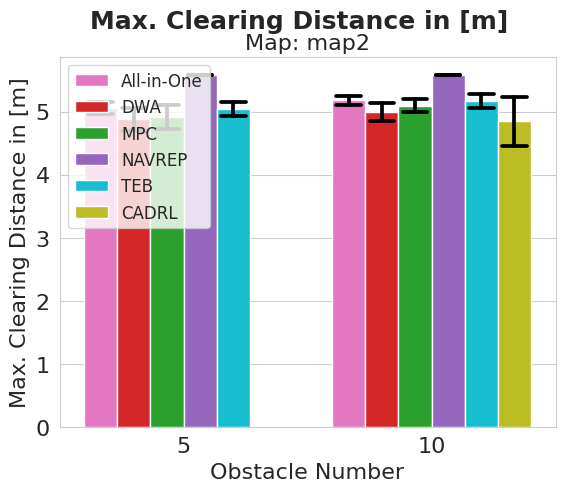 Max. Clearing Distance in [m]
Map: map2
Max. Clearing Distance in [m]
5
4
3
2
1
0
All-in-One
DWA
MPC
NAVREP
TEB
CADRL
5
10
Obstacle Number